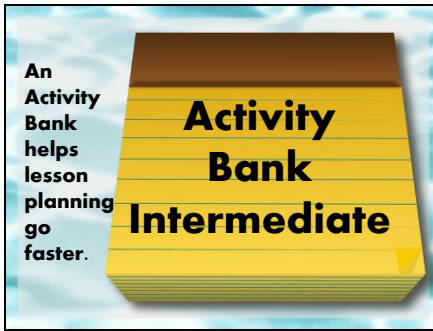 An
Activity
Bank
helps
lesson
planning
go
faster.
Activity
Bank
Intermediate